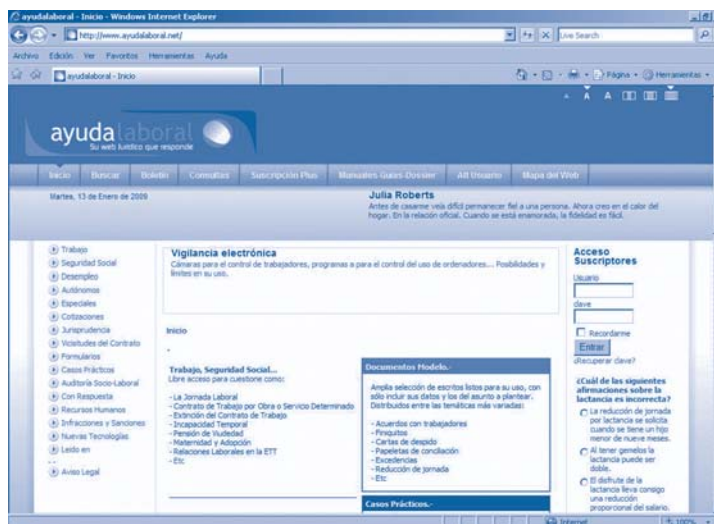 ayudalaboral - Inicio - Windows Internet Explorer
http://www.ayudalaboral.net/
Live Search
Archivo Edición Ver Favoritos Herramientas Ayuda
ayudalaboral - Inicio
Página Herramientas
A A A
ayudalaboral
Su web jurídico que responde
Inicio Buscar Boletín Consultas Suscripción Plus Manuales-Guías-Dossier Alt Usuario Mapa del Web
Martes, 13 de Enero de 2009
Julia Roberts
Antes de casarme veía difícil permanecer fiel a una persona. Ahora creo en el calor del
hogar. En la relación oficial. Cuando se está enamorada, la fidelidad es fácil.
Trabajo
Seguridad Social
Desempleo
Autónomos
Especiales
Cotizaciones
Jurisprudencia
Vicisitudes del Contrato
Formularios
Casos Prácticos
Auditoría Socio-Laboral
Con Respuesta
Recursos Humanos
Infracciones y Sanciones
Nuevas Tecnologías
Leido en
- -
Aviso Legal
Vigilancia electrónica
Cámaras para el control de trabajadores, programas a para el control del uso de ordenadores... Posibilidades y
límites en su uso.
Inicio
-
Trabajo, Seguridad Social...
Libre acceso para cuestione como:
- La Jornada Laboral
- Contrato de Trabajo por Obra o Servicio Determinado
- Extinción del Contrato de Trabajo
- Incapacidad Temporal
- Pensión de Viudedad
- Maternidad y Adopción
- Relaciones Laborales en la ETT
- Etc
Documentos Modelo.-
Amplia selección de escritos listos para su uso, con
sólo incluir sus datos y los del asunto a plantear.
Distribuidos entre las temáticas más variadas:
- Acuerdos con trabajadores
- Finiquitos
- Cartas de despido
- Papeletas de conciliación
- Excedencias
- Reducción de jornada
- Etc
Casos Prácticos.-
Acceso
Suscriptores
Usuario
clave
Recordarme
Entrar
¿Recuperar clave?
¿Cuál de las siguientes
afirmaciones sobre la
lactancia es incorrecta?
La reducción de jornada
por lactancia se solicita
cuando se tiene un hijo
menor de nueve meses.
Al tener gemelos la
lactancia puede ser
doble.
El disfrute de la
lactancia lleva consigo
una reducción
proporcional del salario.
Internet 100%